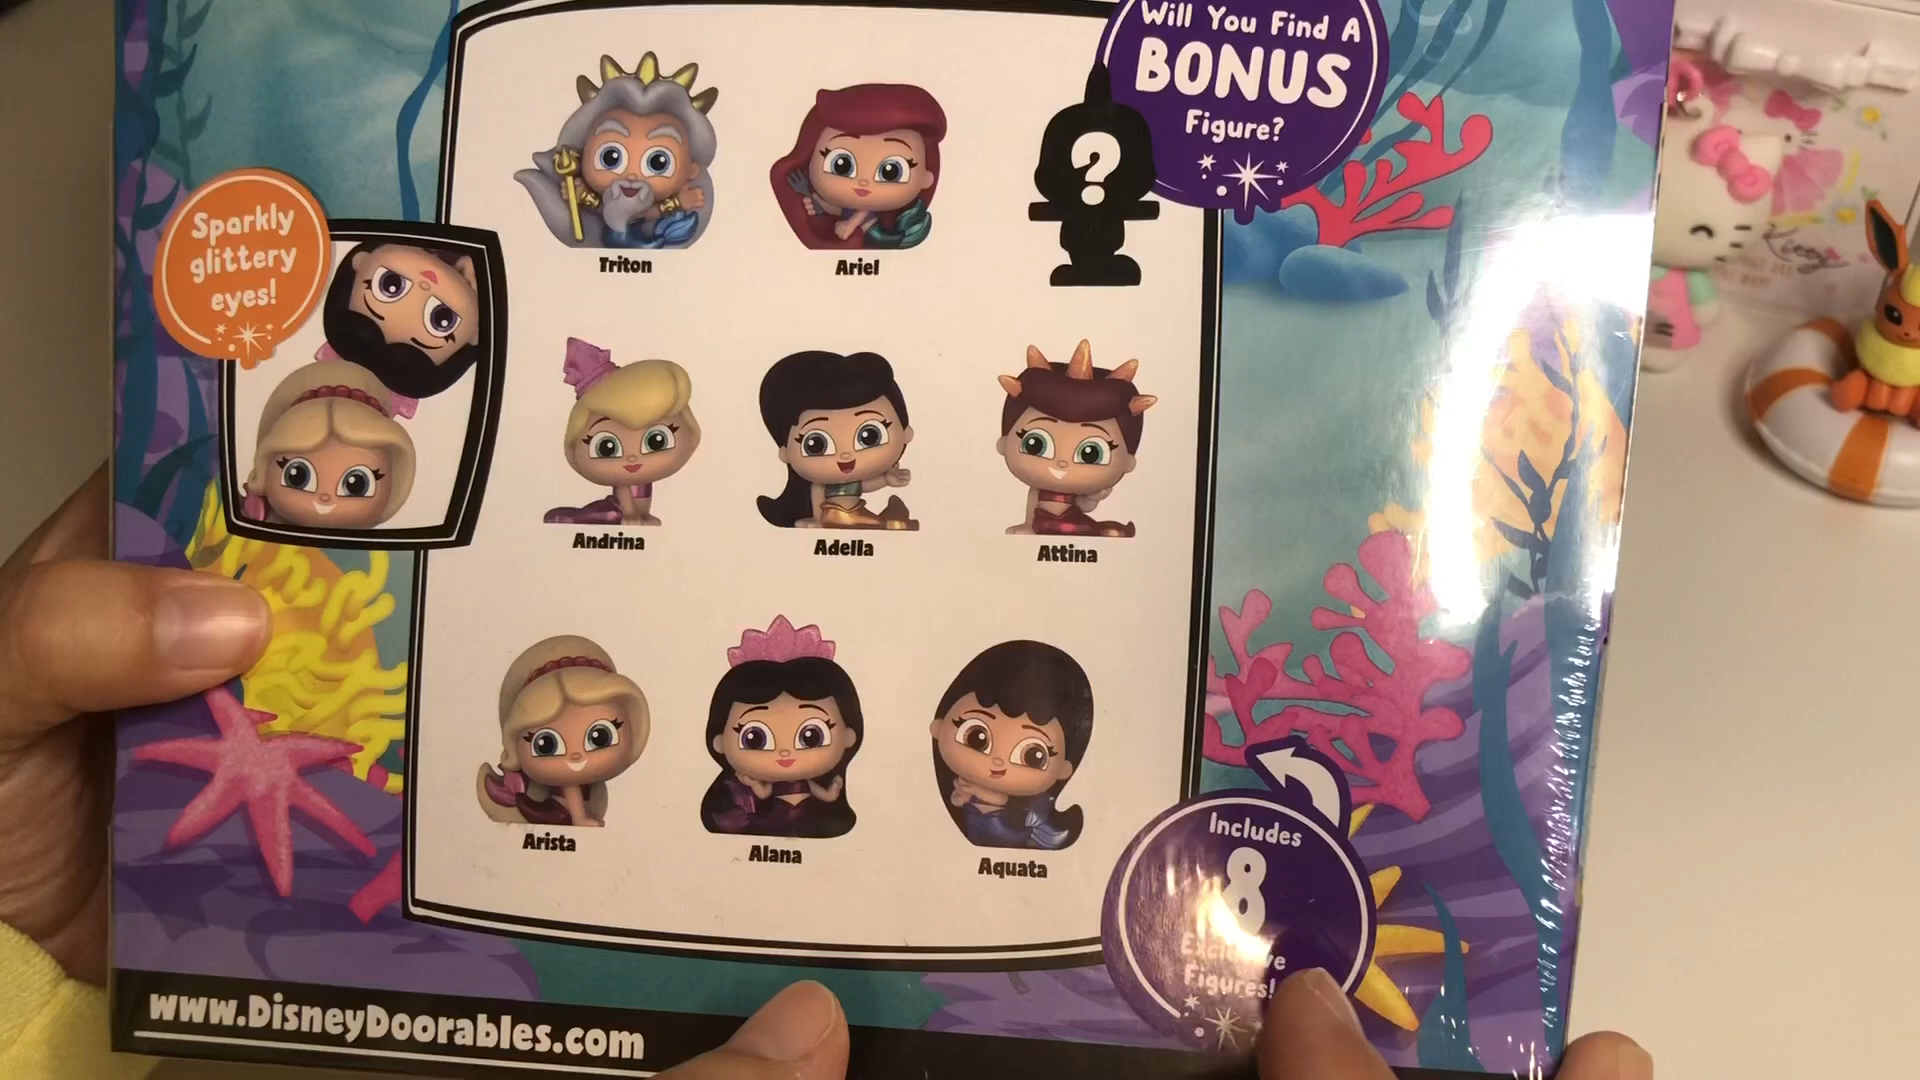 Will You Find A
BONUS
Figure?
?
Sparkly
glittery
eyes!
Triton
Ariel
Andrina
Adella
Attina
Arista
Alana
Aquata
Includes
8
Exclusive
Figures!
www.DisneyDoorables.com